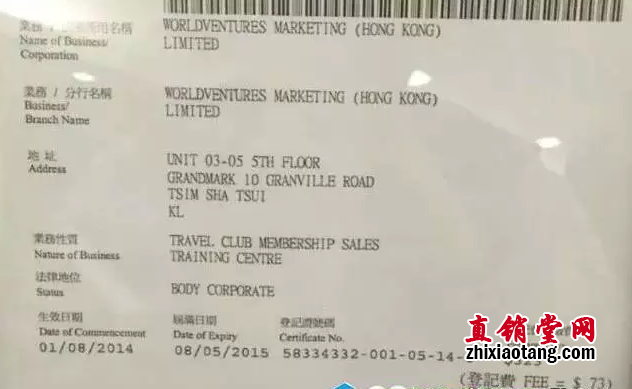 用名稱
Name of Business/
Corporation
WORLDVENTURES MARKETING (HONG KONG)
LIMITED
業務 / 分行名稱
Business/
Branch Name
WORLDVENTURES MARKETING (HONG KONG)
LIMITED
地 址
Address
UNIT 03-05 5TH FLOOR
GRANDMARK 10 GRANVILLE ROAD
TSIM SHA TSUI
KL
業務性質
Nature of Business
TRAVEL CLUB MEMBERSHIP SALES
TRAINING CENTRE
法律地位
Status
BODY CORPORATE
生效日期
Date of Commencement
01/08/2014
屆滿日期
Date of Expiry
08/05/2015
登記證號碼
Certificate No.
58334332-001-05-14-
直销堂网
zhixiaotang.com
(登記費 FEE = $ 73)